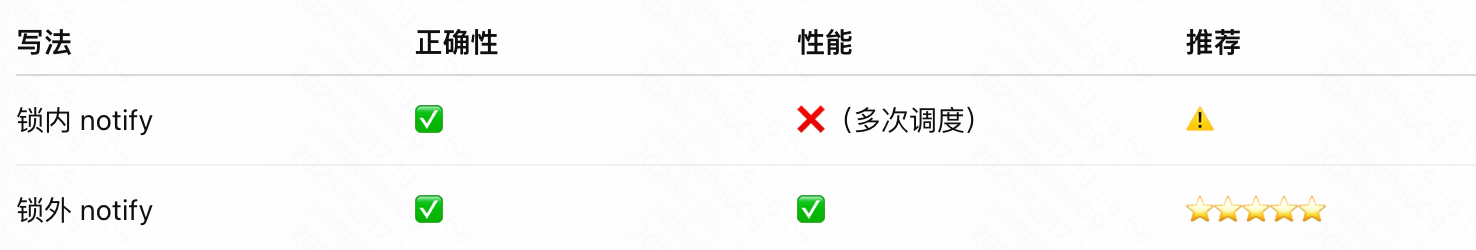 写法 正确性 性能 推荐
锁内 notify ✅ ❌（多次调度） ⚠️
锁外 notify ✅ ✅ ⭐⭐⭐⭐⭐